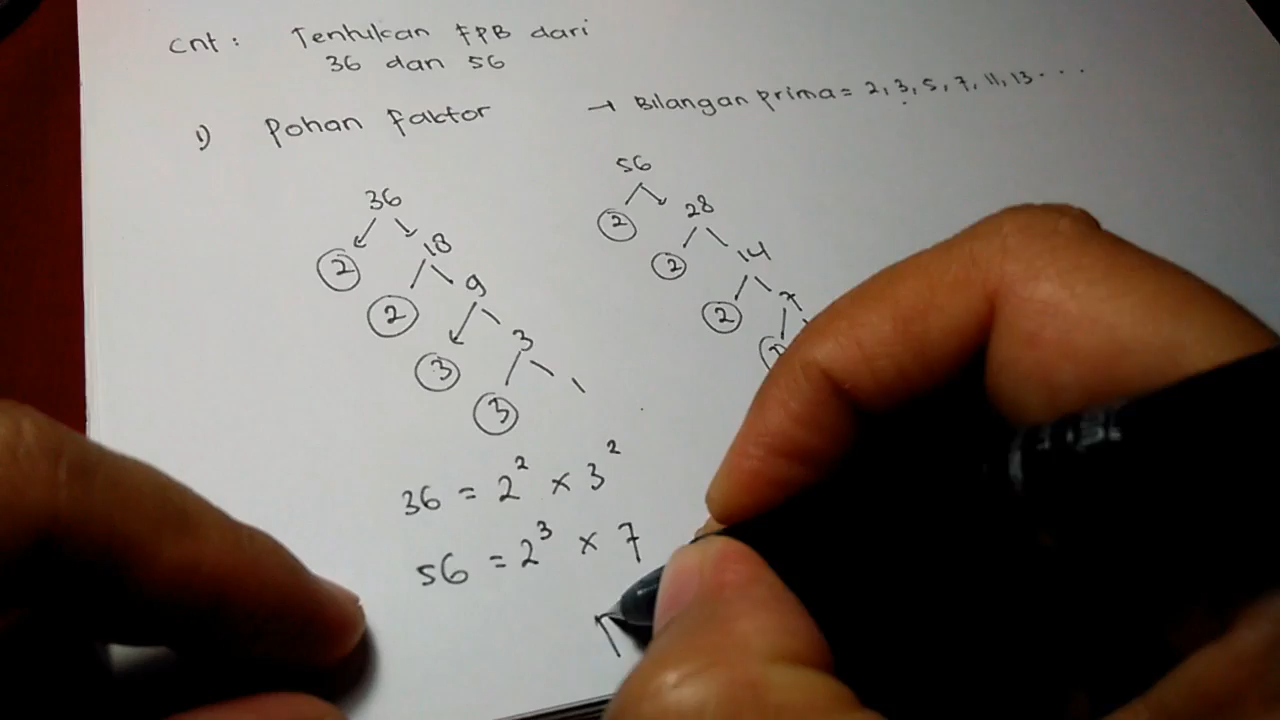 Cnt : Tentukan FPB dari
36 dan 56
1) Pohan faktor → Bilangan prima = 2, 3, 5, 7, 11, 13 . . .
56
36
2 28
2 18
2 14
2 9
2 7
3 3
3 1
36 = 2² × 3²
56 = 2³ × 7